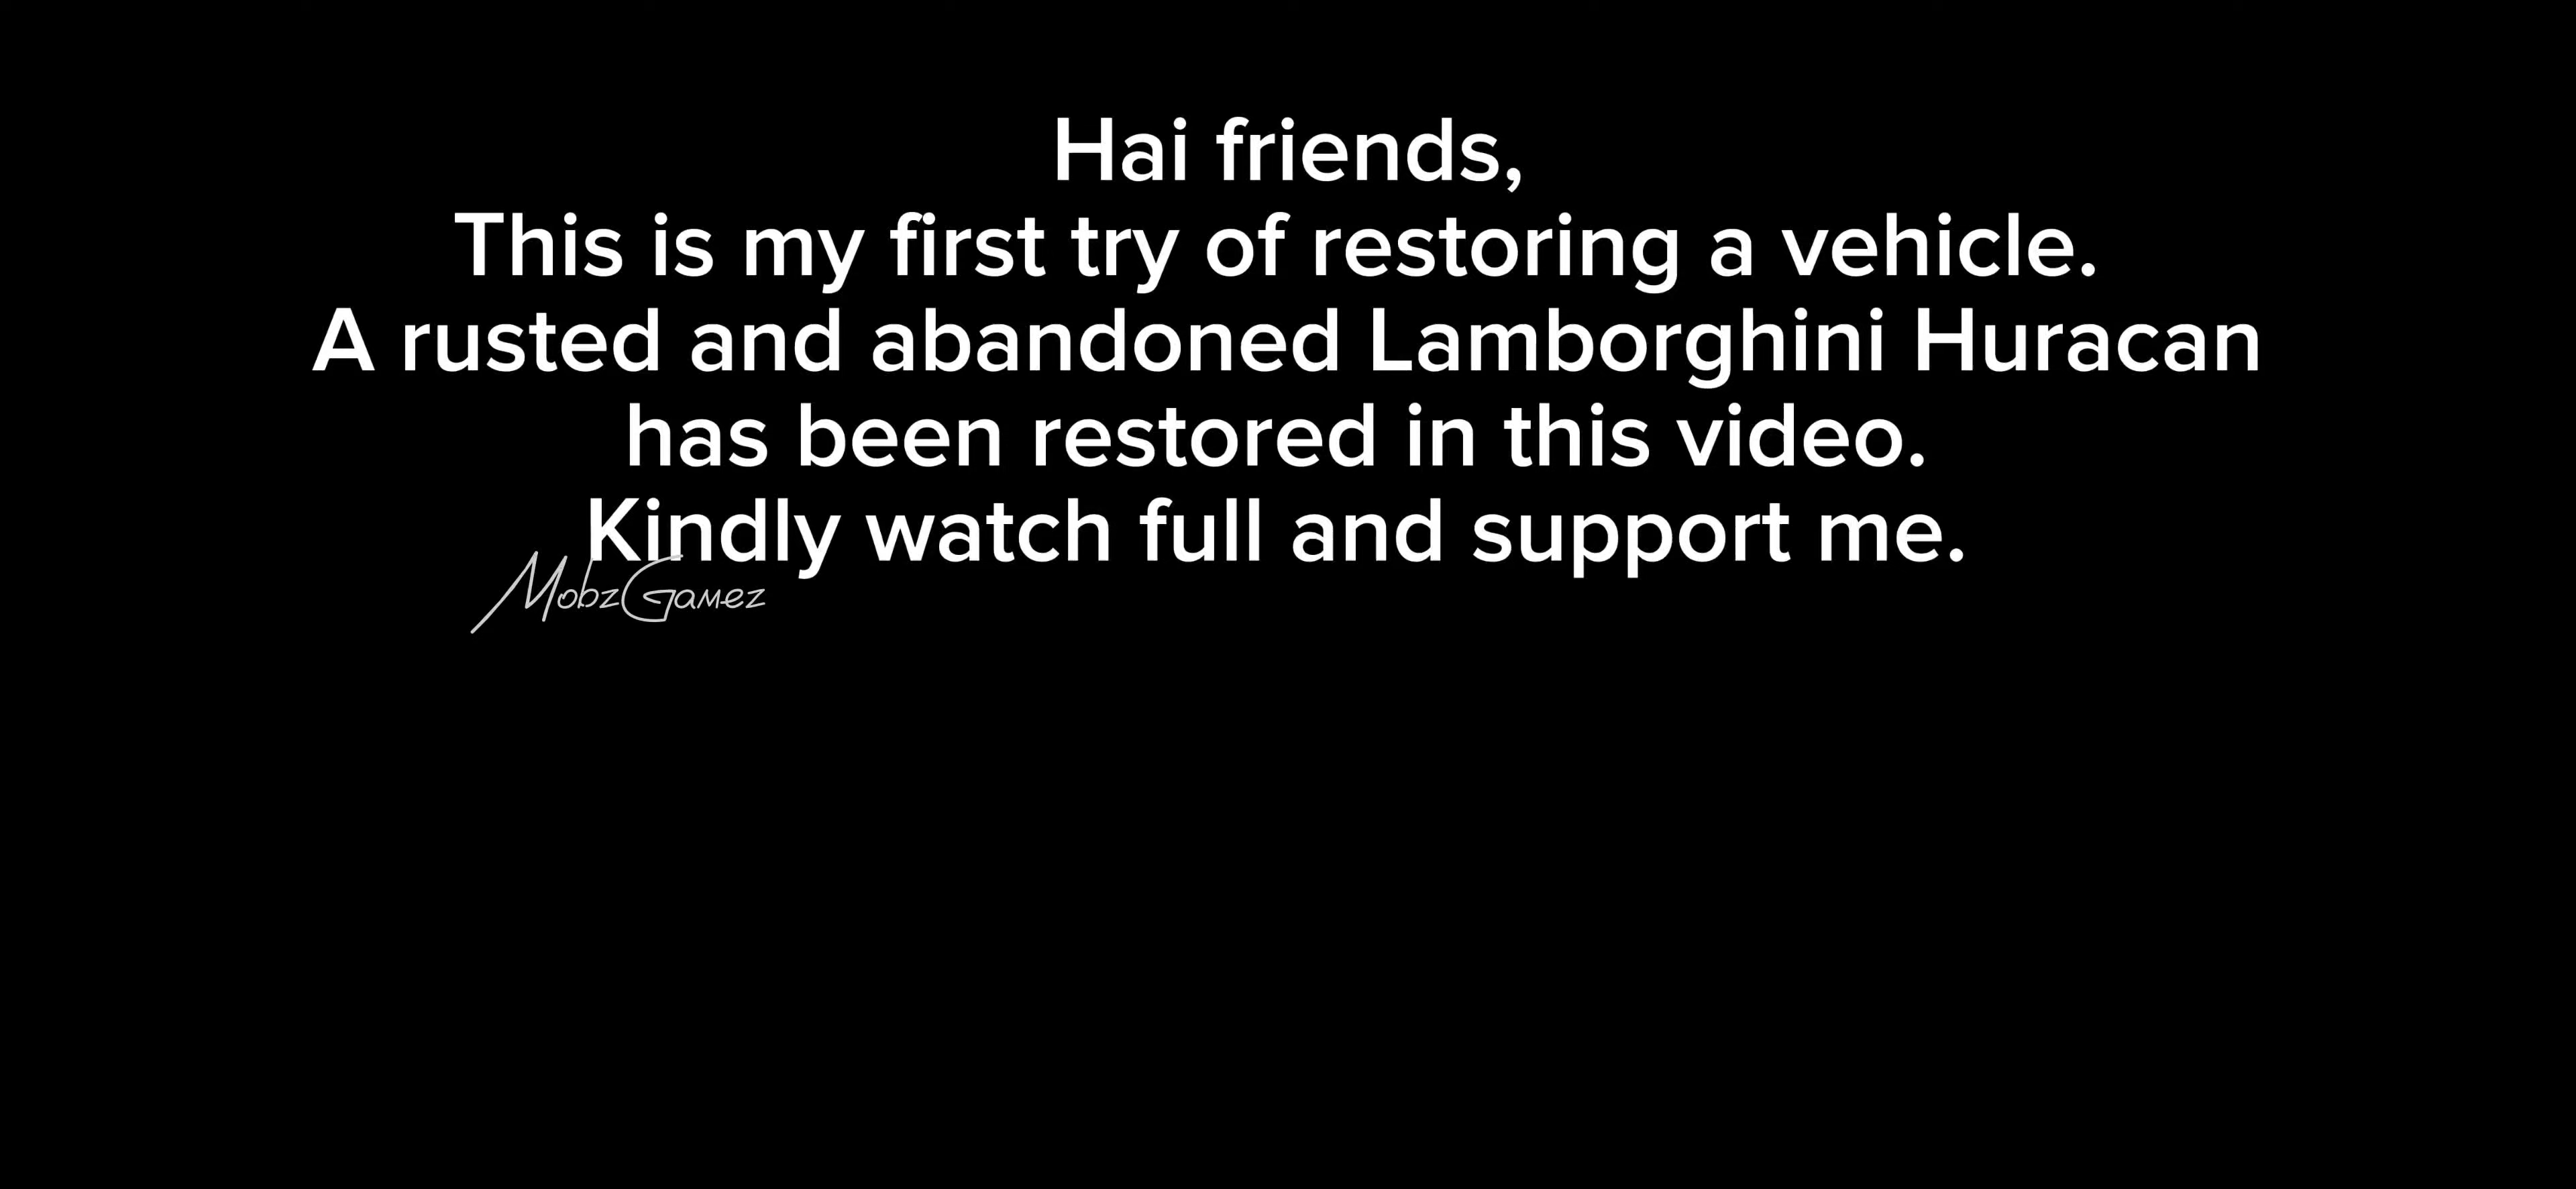 Hai friends,
This is my first try of restoring a vehicle.
A rusted and abandoned Lamborghini Huracan
has been restored in this video.
Kindly watch full and support me.
MobzGamez